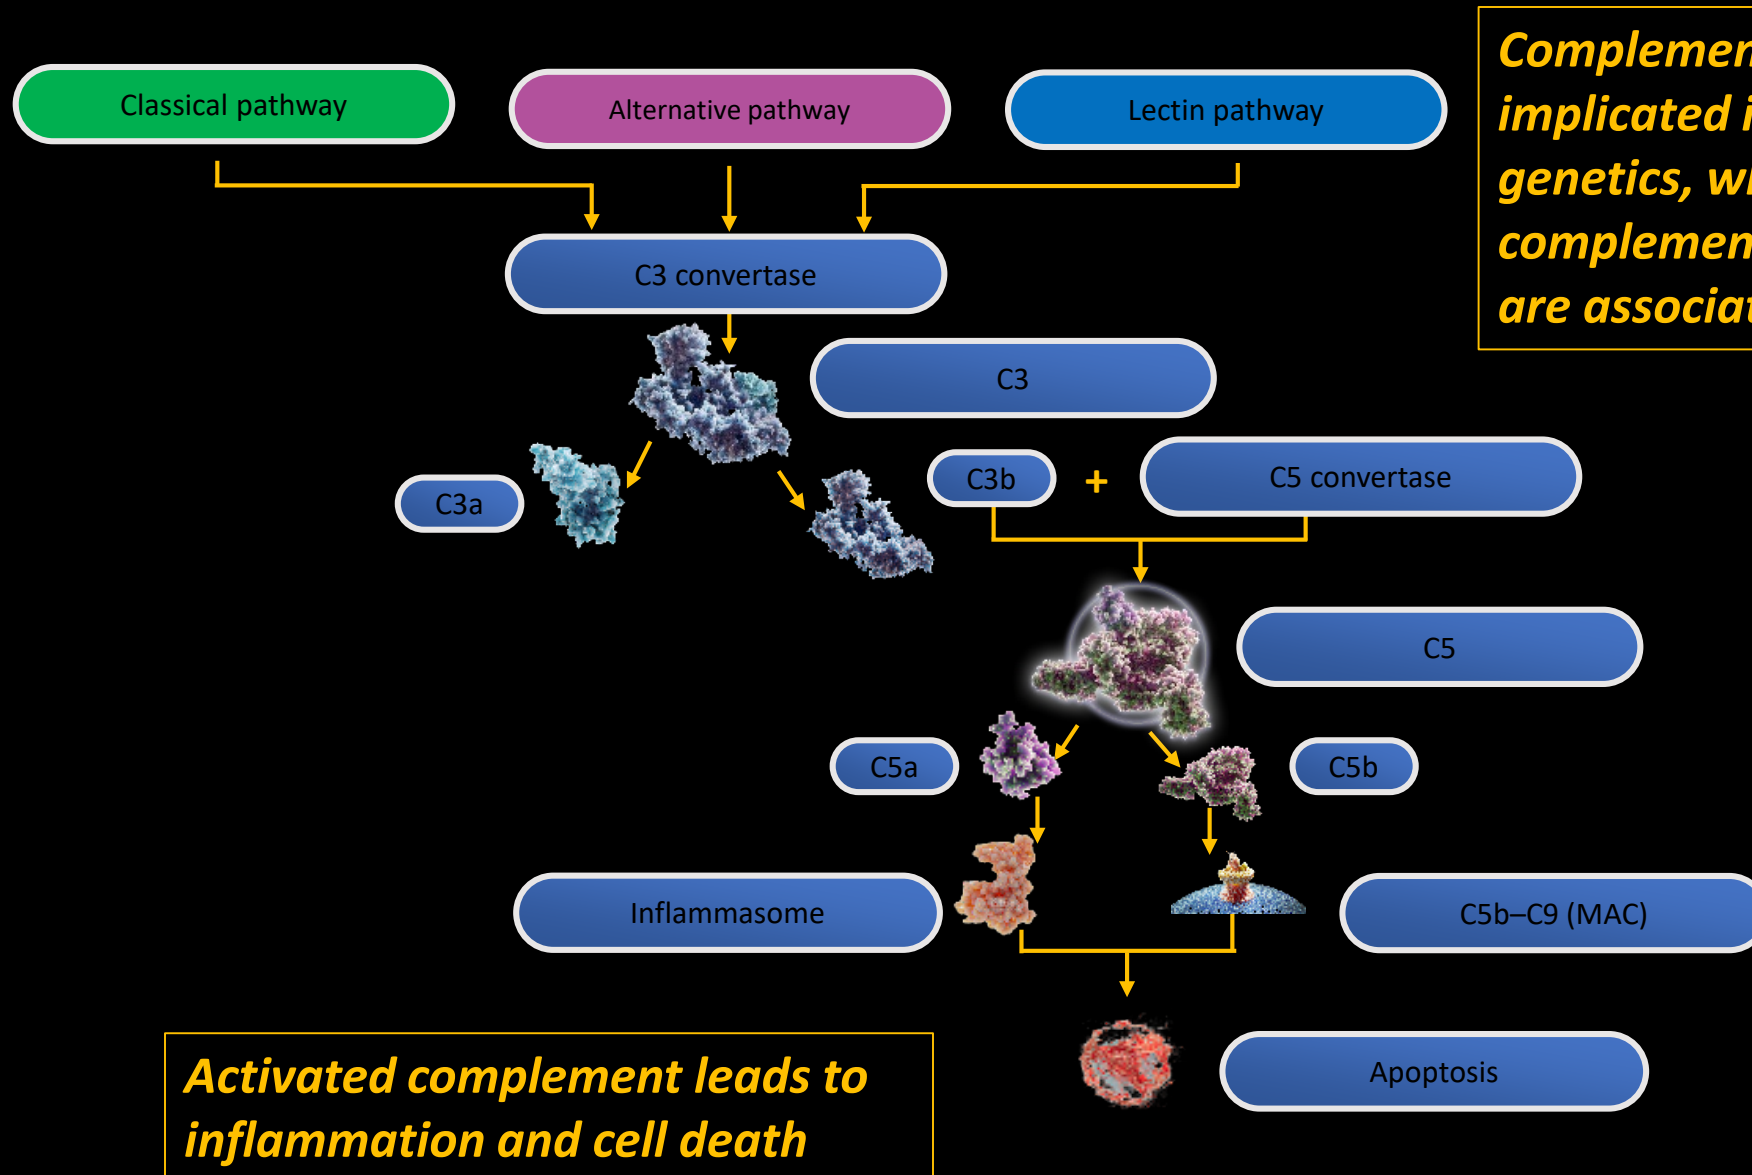 Classical pathway
Alternative pathway
Lectin pathway
Complemen
implicated i
genetics, w
complemen
are associat
C3 convertase
C3
C3a
C3b
+
C5 convertase
C5
C5a
C5b
Inflammasome
C5b–C9 (MAC)
Apoptosis
Activated complement leads to
inflammation and cell death